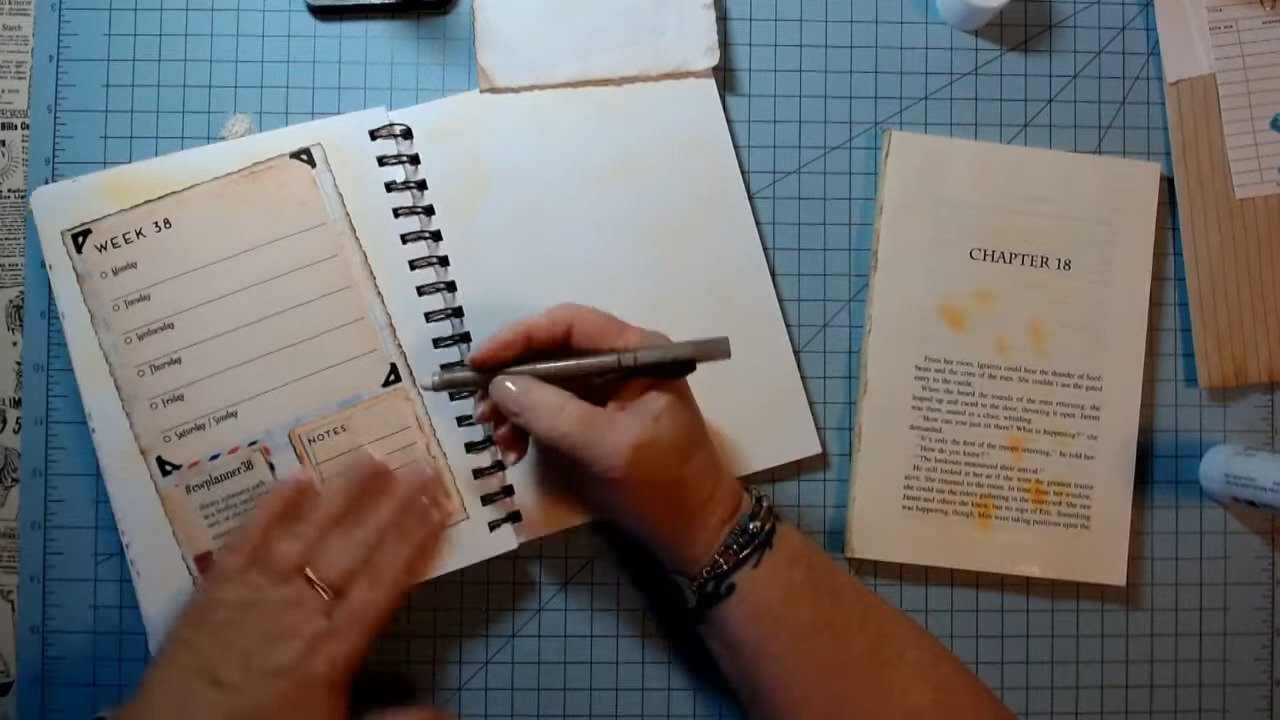 WEEK 38
Monday
Tuesday
Wednesday
Thursday
Friday
Saturday | Sunday
NOTES:
#cwplanner38
library ephemera such
CHAPTER 18
From her room, Igrainia could hear the thunder of hoof-
beats and the cries of the men. She couldn't see the gated
entry to the castle.
When she heard the sounds of the men returning, she
leaped up and raced to the door, throwing it open. Jamie
was there, seated in a chair, whittling.
"How can you just sit there? What is happening?" she
demanded.
"It's only the first of the troops returning," he told her.
"How do you know?"
"The lookouts announced their arrival."
He still looked at her as if she were the greatest traitor
alive. She returned to the room. In time, from her window,
she could see the riders gathering in the courtyard. She saw
Jamie and others she knew, but no sign of Eric. Something
was happening, though. Men were taking positions upon the
Bills